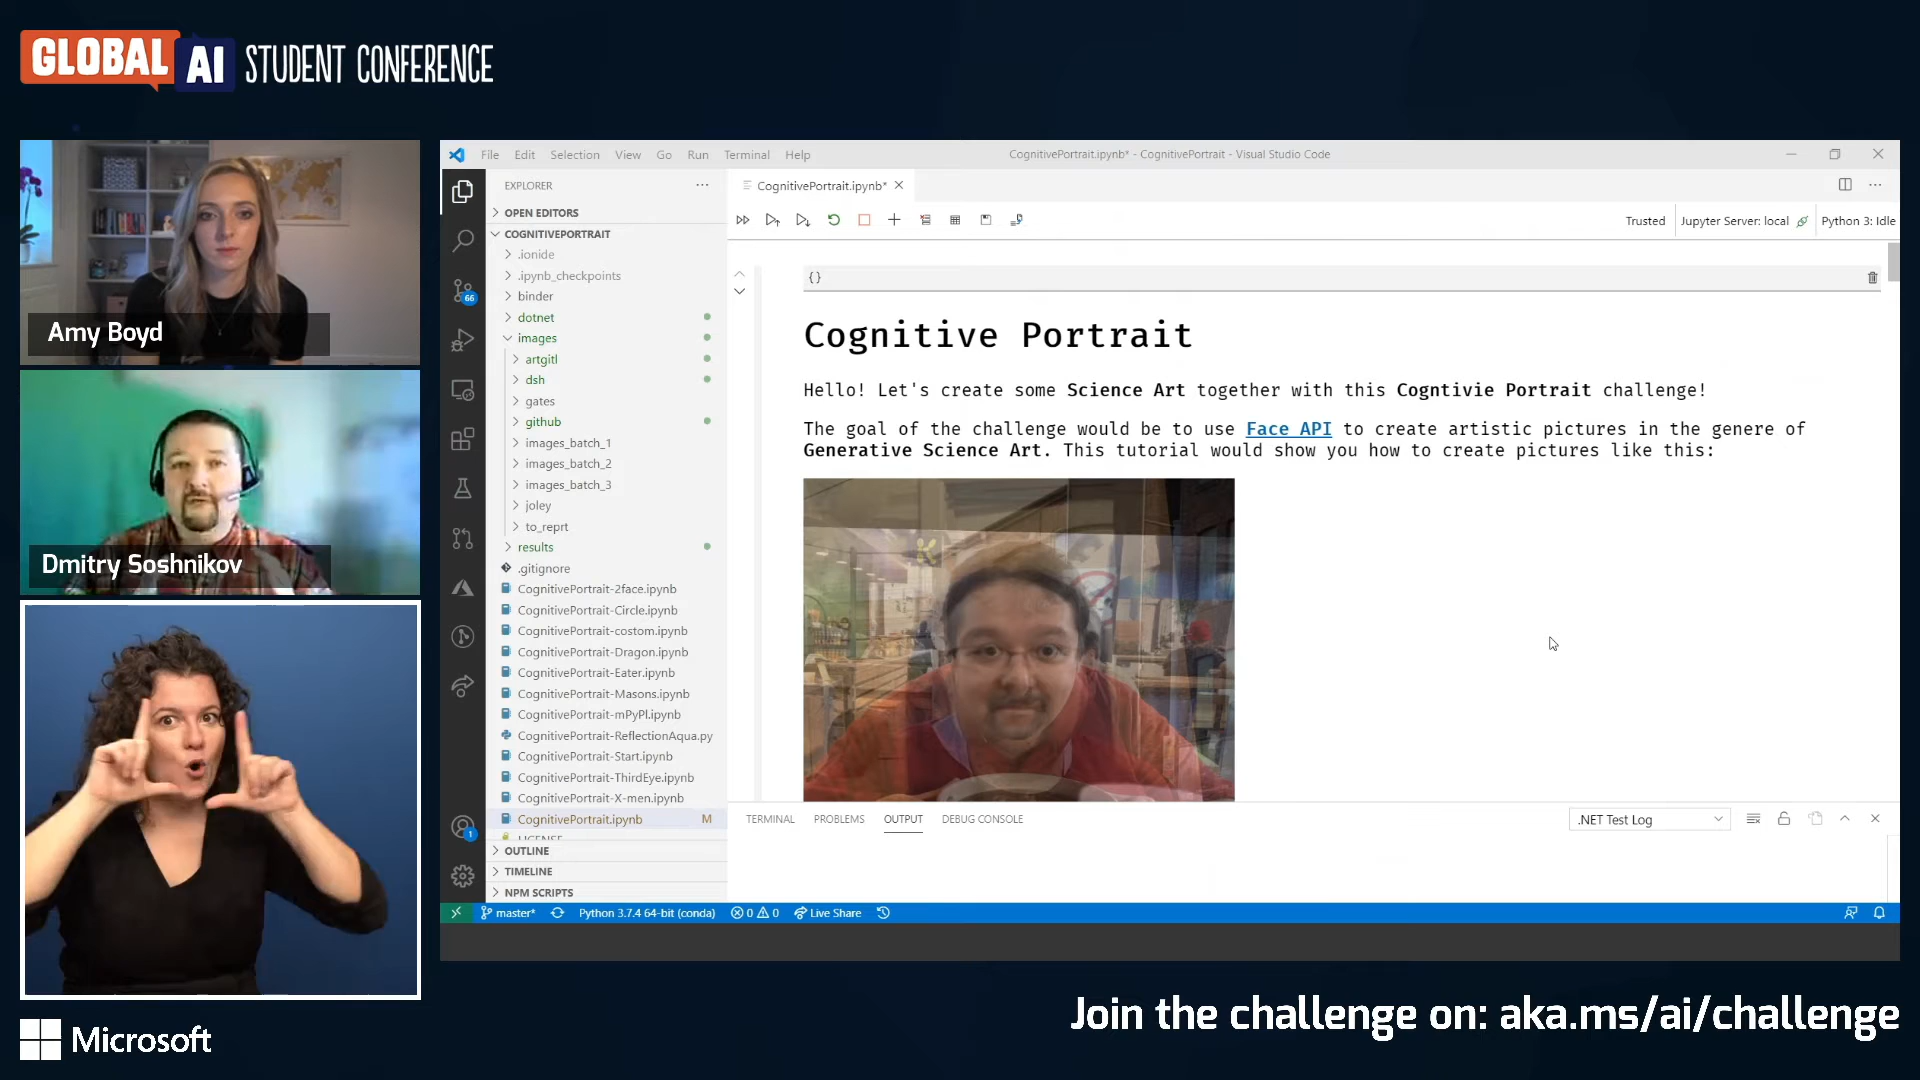 GLOBAL AI STUDENT CONFERENCE
Amy Boyd
Dmitry Soshnikov
Microsoft
File Edit Selection View Go Run Terminal Help
CognitivePortrait.ipynb* - CognitivePortrait - Visual Studio Code
EXPLORER
OPEN EDITORS
COGNITIVEPORTRAIT
.ionide
.ipynb_checkpoints
binder
dotnet
images
artgitl
dsh
gates
github
images_batch_1
images_batch_2
images_batch_3
joley
to_reprt
results
.gitignore
CognitivePortrait-2face.ipynb
CognitivePortrait-Circle.ipynb
CognitivePortrait-costom.ipynb
CognitivePortrait-Dragon.ipynb
CognitivePortrait-Eater.ipynb
CognitivePortrait-Masons.ipynb
CognitivePortrait-mPyPl.ipynb
CognitivePortrait-ReflectionAqua.py
CognitivePortrait-Start.ipynb
CognitivePortrait-ThirdEye.ipynb
CognitivePortrait-X-men.ipynb
CognitivePortrait.ipynb M
LICENSE
OUTLINE
TIMELINE
NPM SCRIPTS
66
1
CognitivePortrait.ipynb*
Trusted Jupyter Server: local Python 3: Idle
{}
Cognitive Portrait
Hello! Let's create some Science Art together with this Cogntivie Portrait challenge!
The goal of the challenge would be to use Face API to create artistic pictures in the genere of
Generative Science Art. This tutorial would show you how to create pictures like this:
K
TERMINAL PROBLEMS OUTPUT DEBUG CONSOLE
.NET Test Log
master* Python 3.7.4 64-bit (conda) 0 0 Live Share
Join the challenge on: aka.ms/ai/challenge